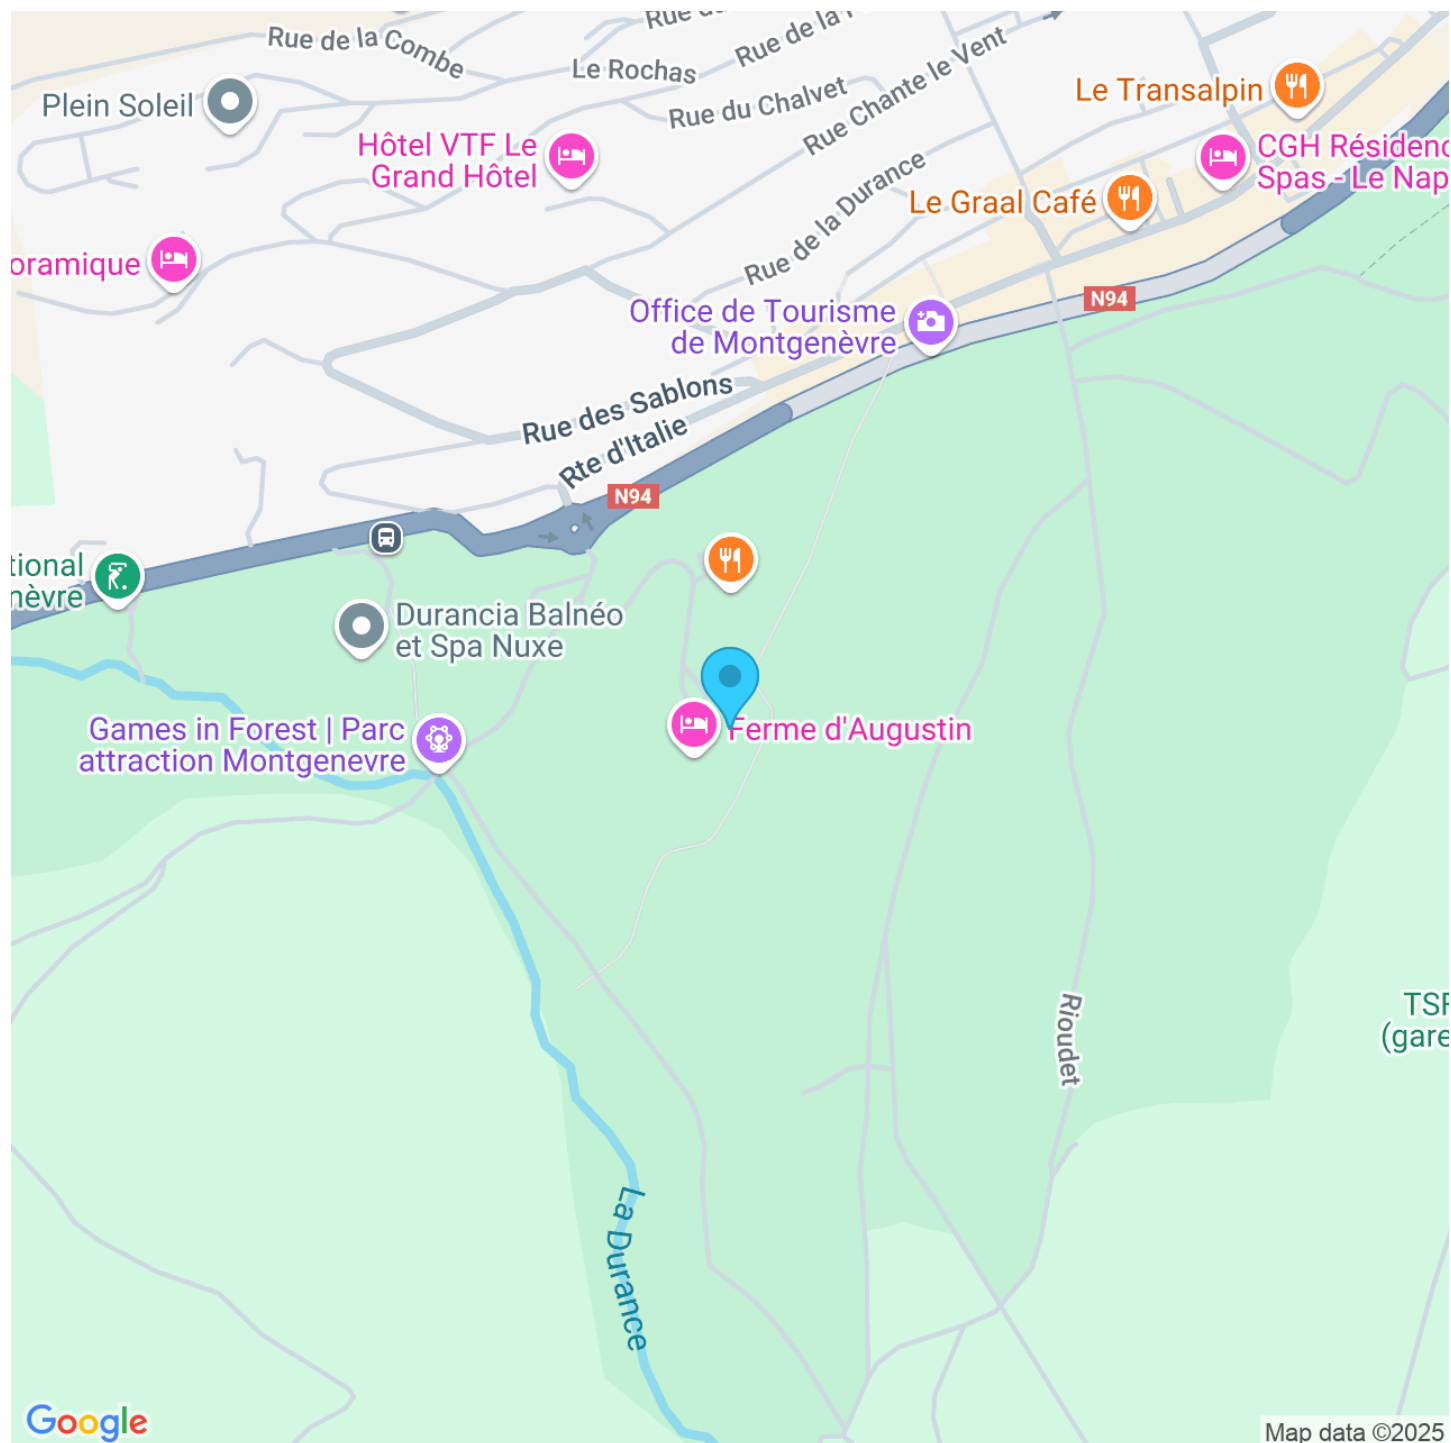 Rue de la Combe
Le Rochas
Rue de la
Rue du Chalvet
Rue Chante le Vent
Plein Soleil
Le Transalpin
Hôtel VTF Le
Grand Hôtel
CGH Résidenc
Spas - Le Nap
Rue de la Durance
Le Graal Café
oramique
Office de Tourisme
de Montgenèvre
N94
Rue des Sablons
Rte d'Italie
N94
tional
nèvre
Durancia Balnéo
et Spa Nuxe
Games in Forest | Parc
attraction Montgenevre
Ferme d'Augustin
Rioudet
TSF
(gare
La Durance
Google
Map data ©2025